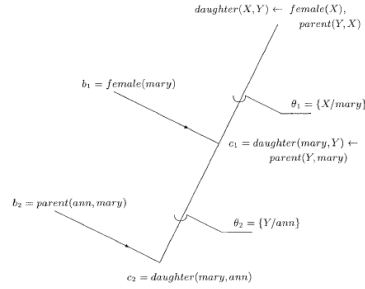 daughter(X, Y) ← female(X),
parent(Y, X)
b₁ = female(mary)
θ₁ = {X/mary}
c₁ = daughter(mary, Y) ←
parent(Y, mary)
b₂ = parent(ann, mary)
θ₂ = {Y/ann}
c₂ = daughter(mary, ann)